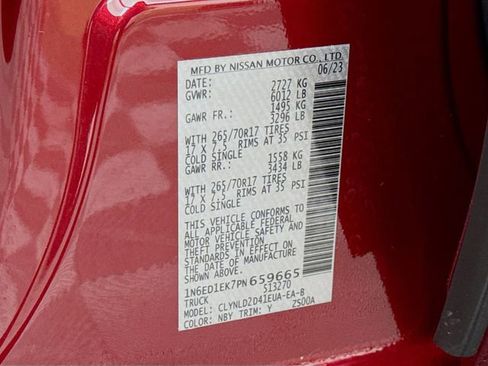 MFD BY NISSAN MOTOR CO., LTD.
DATE: 06/23
GVWR: 2727 KG
6012 LB
GAWR FR.: 1495 KG
3296 LB
WITH 265/70R17 TIRES
17 X 7.5 RIMS AT 35 PSI
COLD SINGLE
GAWR RR.: 1558 KG
3434 LB
WITH 265/70R17 TIRES
17 X 7.5 RIMS AT 35 PSI
COLD SINGLE
THIS VEHICLE CONFORMS TO
ALL APPLICABLE FEDERAL
MOTOR VEHICLE SAFETY AND
THEFT PREVENTION
STANDARDS IN EFFECT ON
THE DATE OF MANUFACTURE
SHOWN ABOVE.
1N6ED1EK7PN659665
TRUCK S13270
MODEL: CLYNLD2D41EUA-EA-B
COLOR: NBY TRIM: Y Z500A